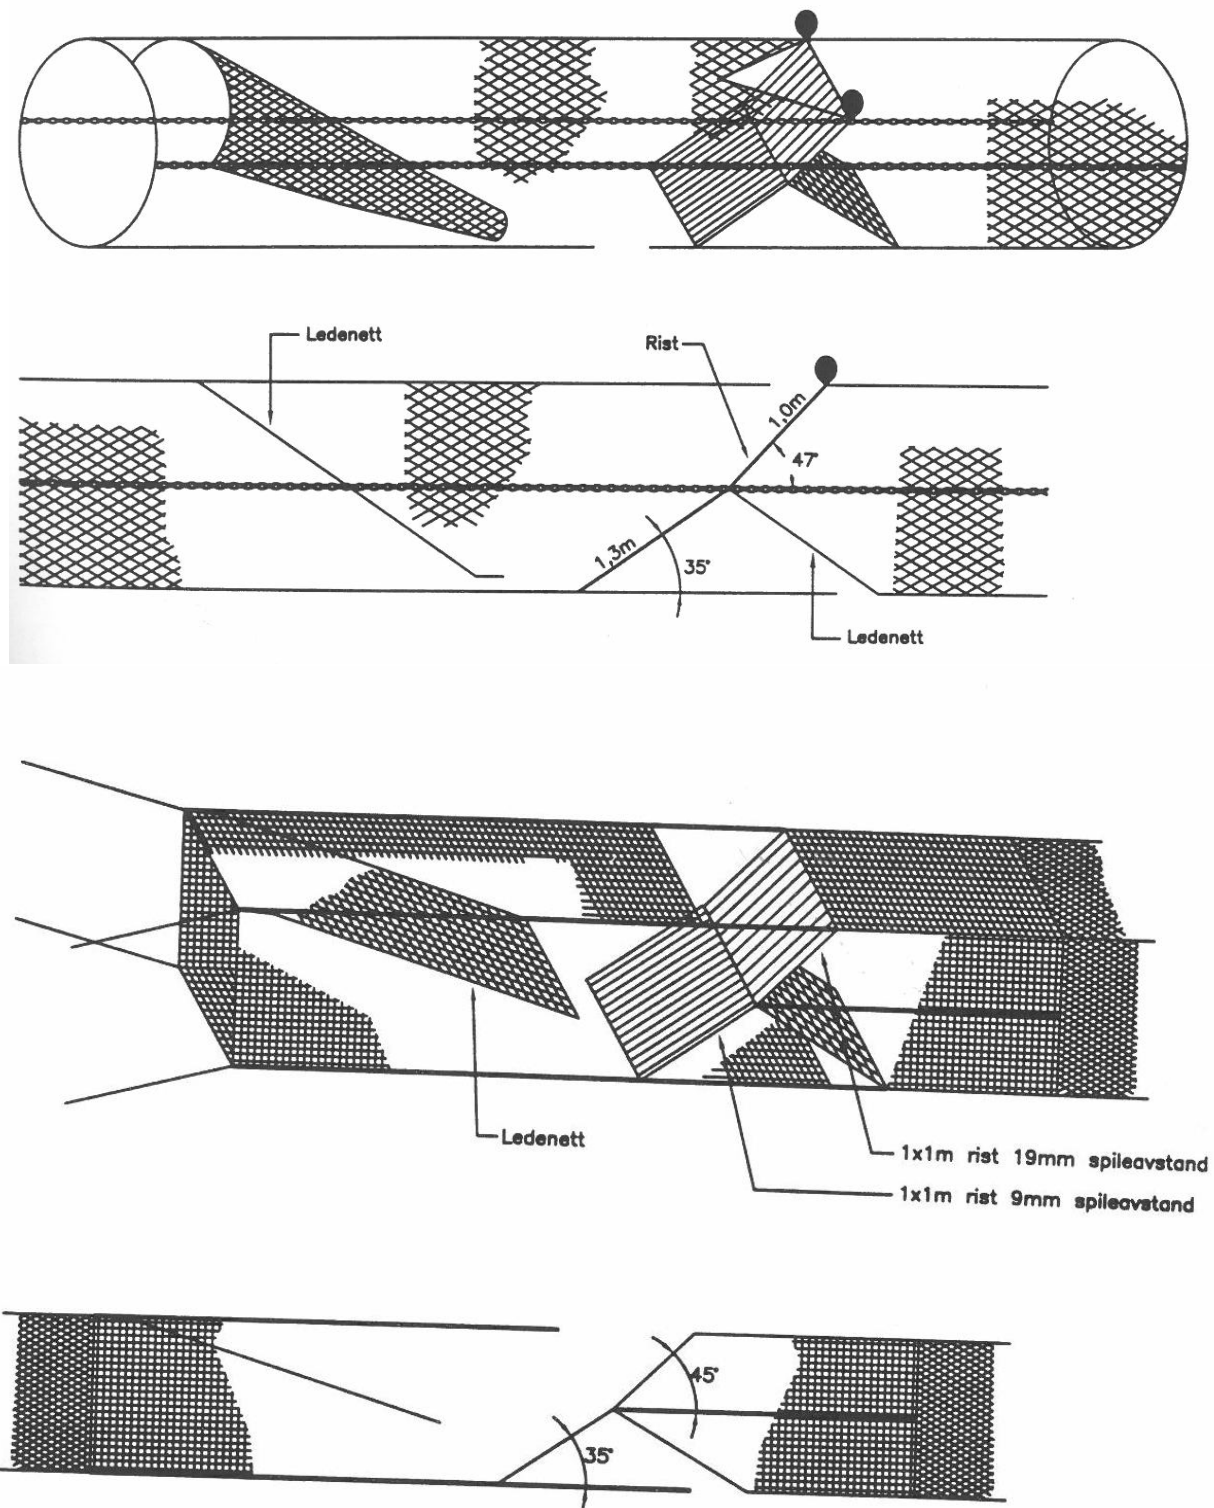 Ledenett
Rist
1,0m
47°
1,3m
35°
Ledenett
Ledenett
1x1m rist 19mm spileavstand
1x1m rist 9mm spileavstand
45°
35°